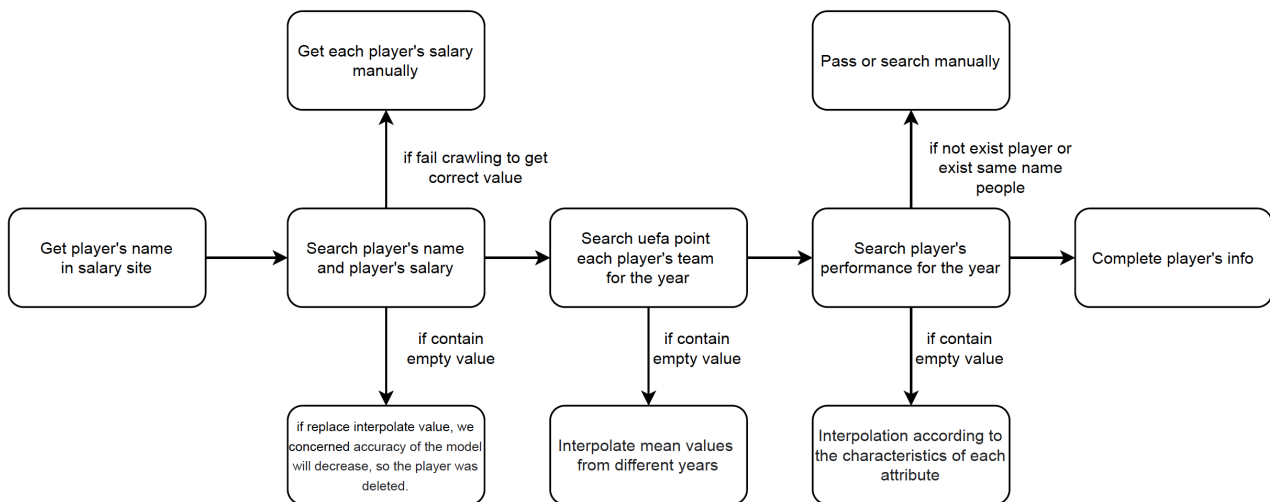 Get each player's salary
manually
Pass or search manually
if fail crawling to get
correct value
if not exist player or
exist same name
people
Get player's name
in salary site
Search player's name
and player's salary
Search uefa point
each player's team
for the year
Search player's
performance for the year
Complete player's info
if contain
empty value
if contain
empty value
if contain
empty value
if replace interpolate value, we
concerned accuracy of the model
will decrease, so the player was
deleted.
Interpolate mean values
from different years
Interpolation according to
the characteristics of each
attribute